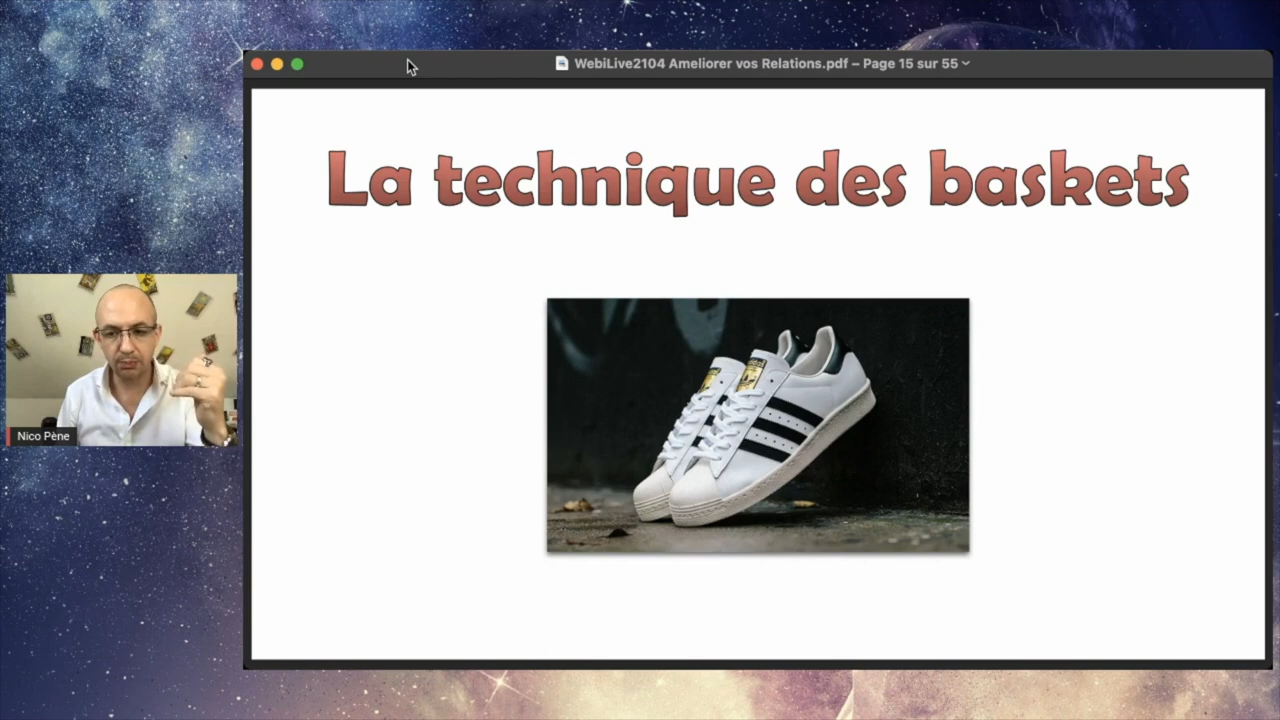 WebiLive2104 Ameliorer vos Relations.pdf – Page 15 sur 55
La technique des baskets
Nico Pène